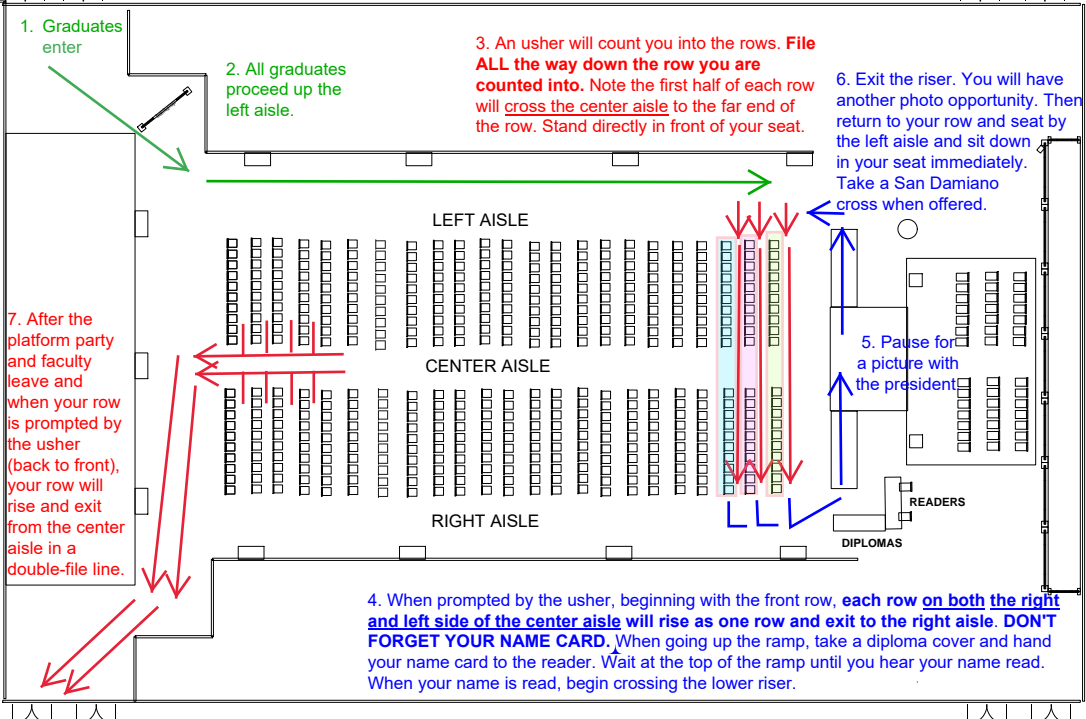 1. Graduates
enter
2. All graduates
proceed up the
left aisle.
3. An usher will count you into the rows. File
ALL the way down the row you are
counted into. Note the first half of each row
will cross the center aisle to the far end of
the row. Stand directly in front of your seat.
6. Exit the riser. You will have
another photo opportunity. Then
return to your row and seat by
the left aisle and sit down
in your seat immediately.
Take a San Damiano
cross when offered.
LEFT AISLE
7. After the
platform party
and faculty
leave and
when your row
is prompted by
the usher
(back to front),
your row will
rise and exit
from the center
aisle in a
double-file line.
CENTER AISLE
5. Pause for
a picture with
the president
RIGHT AISLE
READERS
DIPLOMAS
4. When prompted by the usher, beginning with the front row, each row on both the right
and left side of the center aisle will rise as one row and exit to the right aisle. DON'T
FORGET YOUR NAME CARD. When going up the ramp, take a diploma cover and hand
your name card to the reader. Wait at the top of the ramp until you hear your name read.
When your name is read, begin crossing the lower riser.